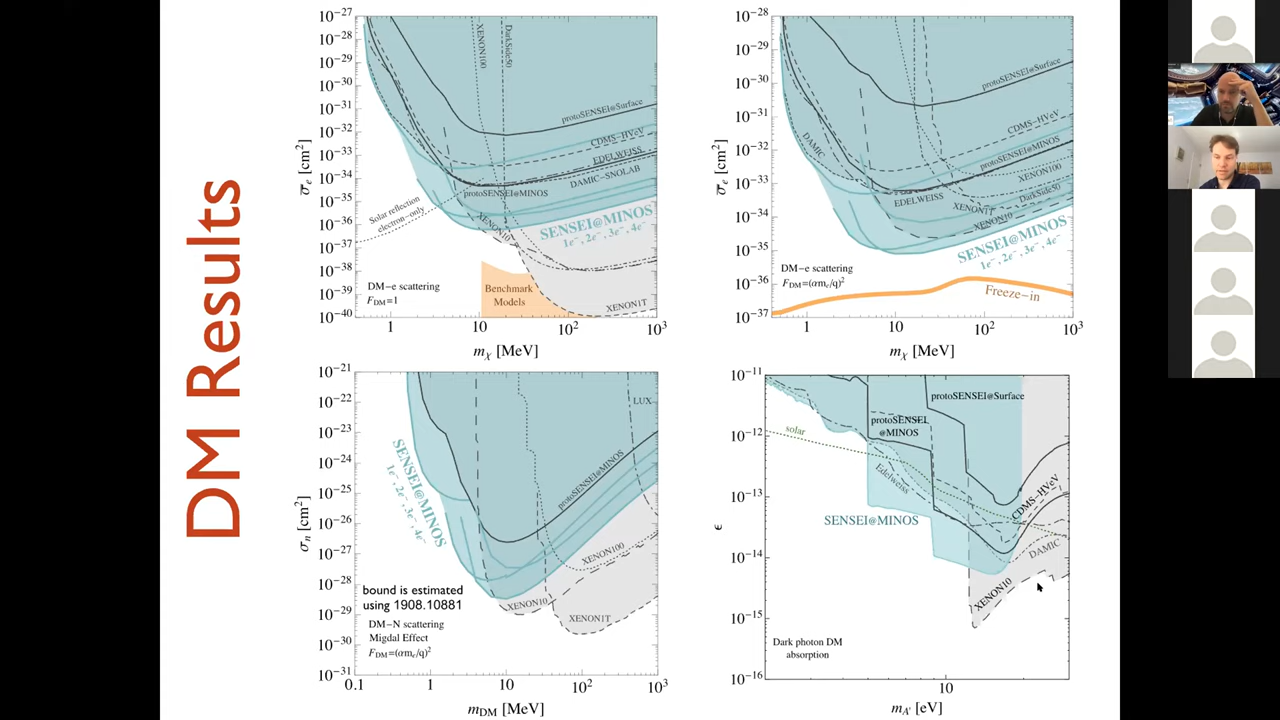 DM Results
10⁻²⁷
10⁻²⁸
10⁻²⁹
10⁻³⁰
10⁻³¹
10⁻³²
10⁻³³
10⁻³⁴
10⁻³⁵
10⁻³⁶
10⁻³⁷
10⁻³⁸
10⁻³⁹
10⁻⁴⁰
σ̅e [cm²]
XENON100
DarkSide50
protoSENSEI@Surface
CDMS-HVeV
EDELWEISS
DAMIC-SNOLAB
protoSENSEI@MINOS
Solar reflection
electron-only
XENON10
SENSEI@MINOS
1e⁻, 2e⁻, 3e⁻, 4e⁻
DM-e scattering
F_DM=1
Benchmark
Models
XENON1T
1 10 10² 10³
mχ [MeV]
10⁻²⁸
10⁻²⁹
10⁻³⁰
10⁻³¹
10⁻³²
10⁻³³
10⁻³⁴
10⁻³⁵
10⁻³⁶
10⁻³⁷
σ̅e [cm²]
protoSENSEI@Surface
CDMS-HVeV
DAMIC
protoSENSEI@MINOS
XENON100
DarkSide50
EDELWEISS
XENON1T
XENON10
SENSEI@MINOS
1e⁻, 2e⁻, 3e⁻, 4e⁻
DM-e scattering
F_DM=(αme/q)²
Freeze-in
1 10 10² 10³
mχ [MeV]
10⁻²¹
10⁻²²
10⁻²³
10⁻²⁴
10⁻²⁵
10⁻²⁶
10⁻²⁷
10⁻²⁸
10⁻²⁹
10⁻³⁰
10⁻³¹
σn [cm²]
LUX
SENSEI@MINOS
1e⁻, 2e⁻, 3e⁻, 4e⁻
protoSENSEI@MINOS
XENON100
bound is estimated
using 1908.10881
XENON10
XENON1T
DM-N scattering
Migdal Effect
F_DM=(αme/q)²
0.1 1 10 10² 10³
mDM [MeV]
10⁻¹¹
10⁻¹²
10⁻¹³
10⁻¹⁴
10⁻¹⁵
10⁻¹⁶
ϵ
protoSENSEI@Surface
protoSENSEI
@MINOS
solar
Edelweiss
SENSEI@MINOS
CDMS-HVeV
DAMIC
XENON10
Dark photon DM
absorption
10
mA' [eV]